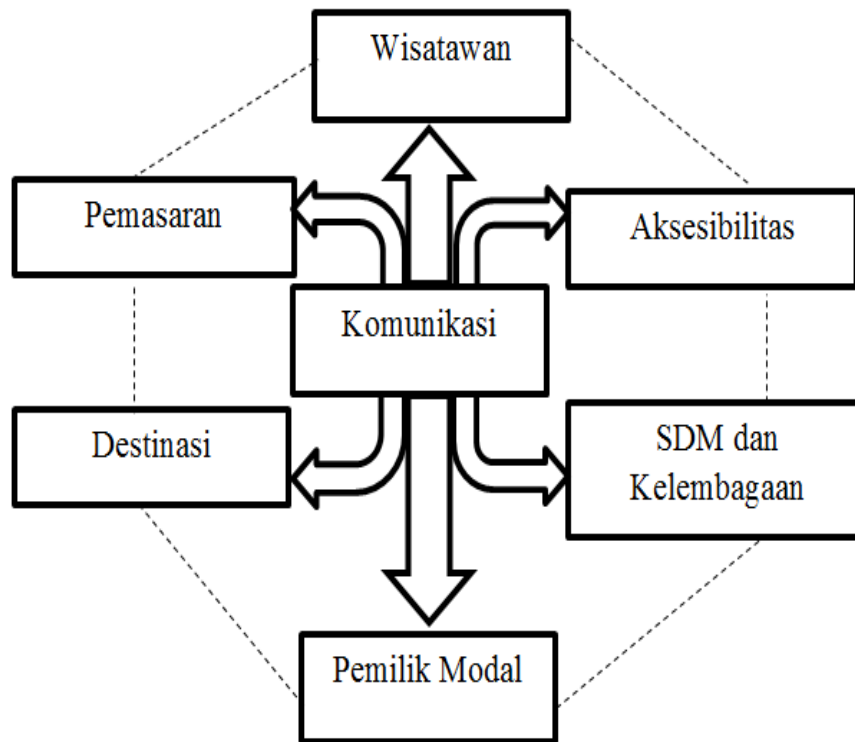 Wisatawan
Pemasaran
Aksesibilitas
Komunikasi
Destinasi
SDM dan
Kelembagaan
Pemilik Modal